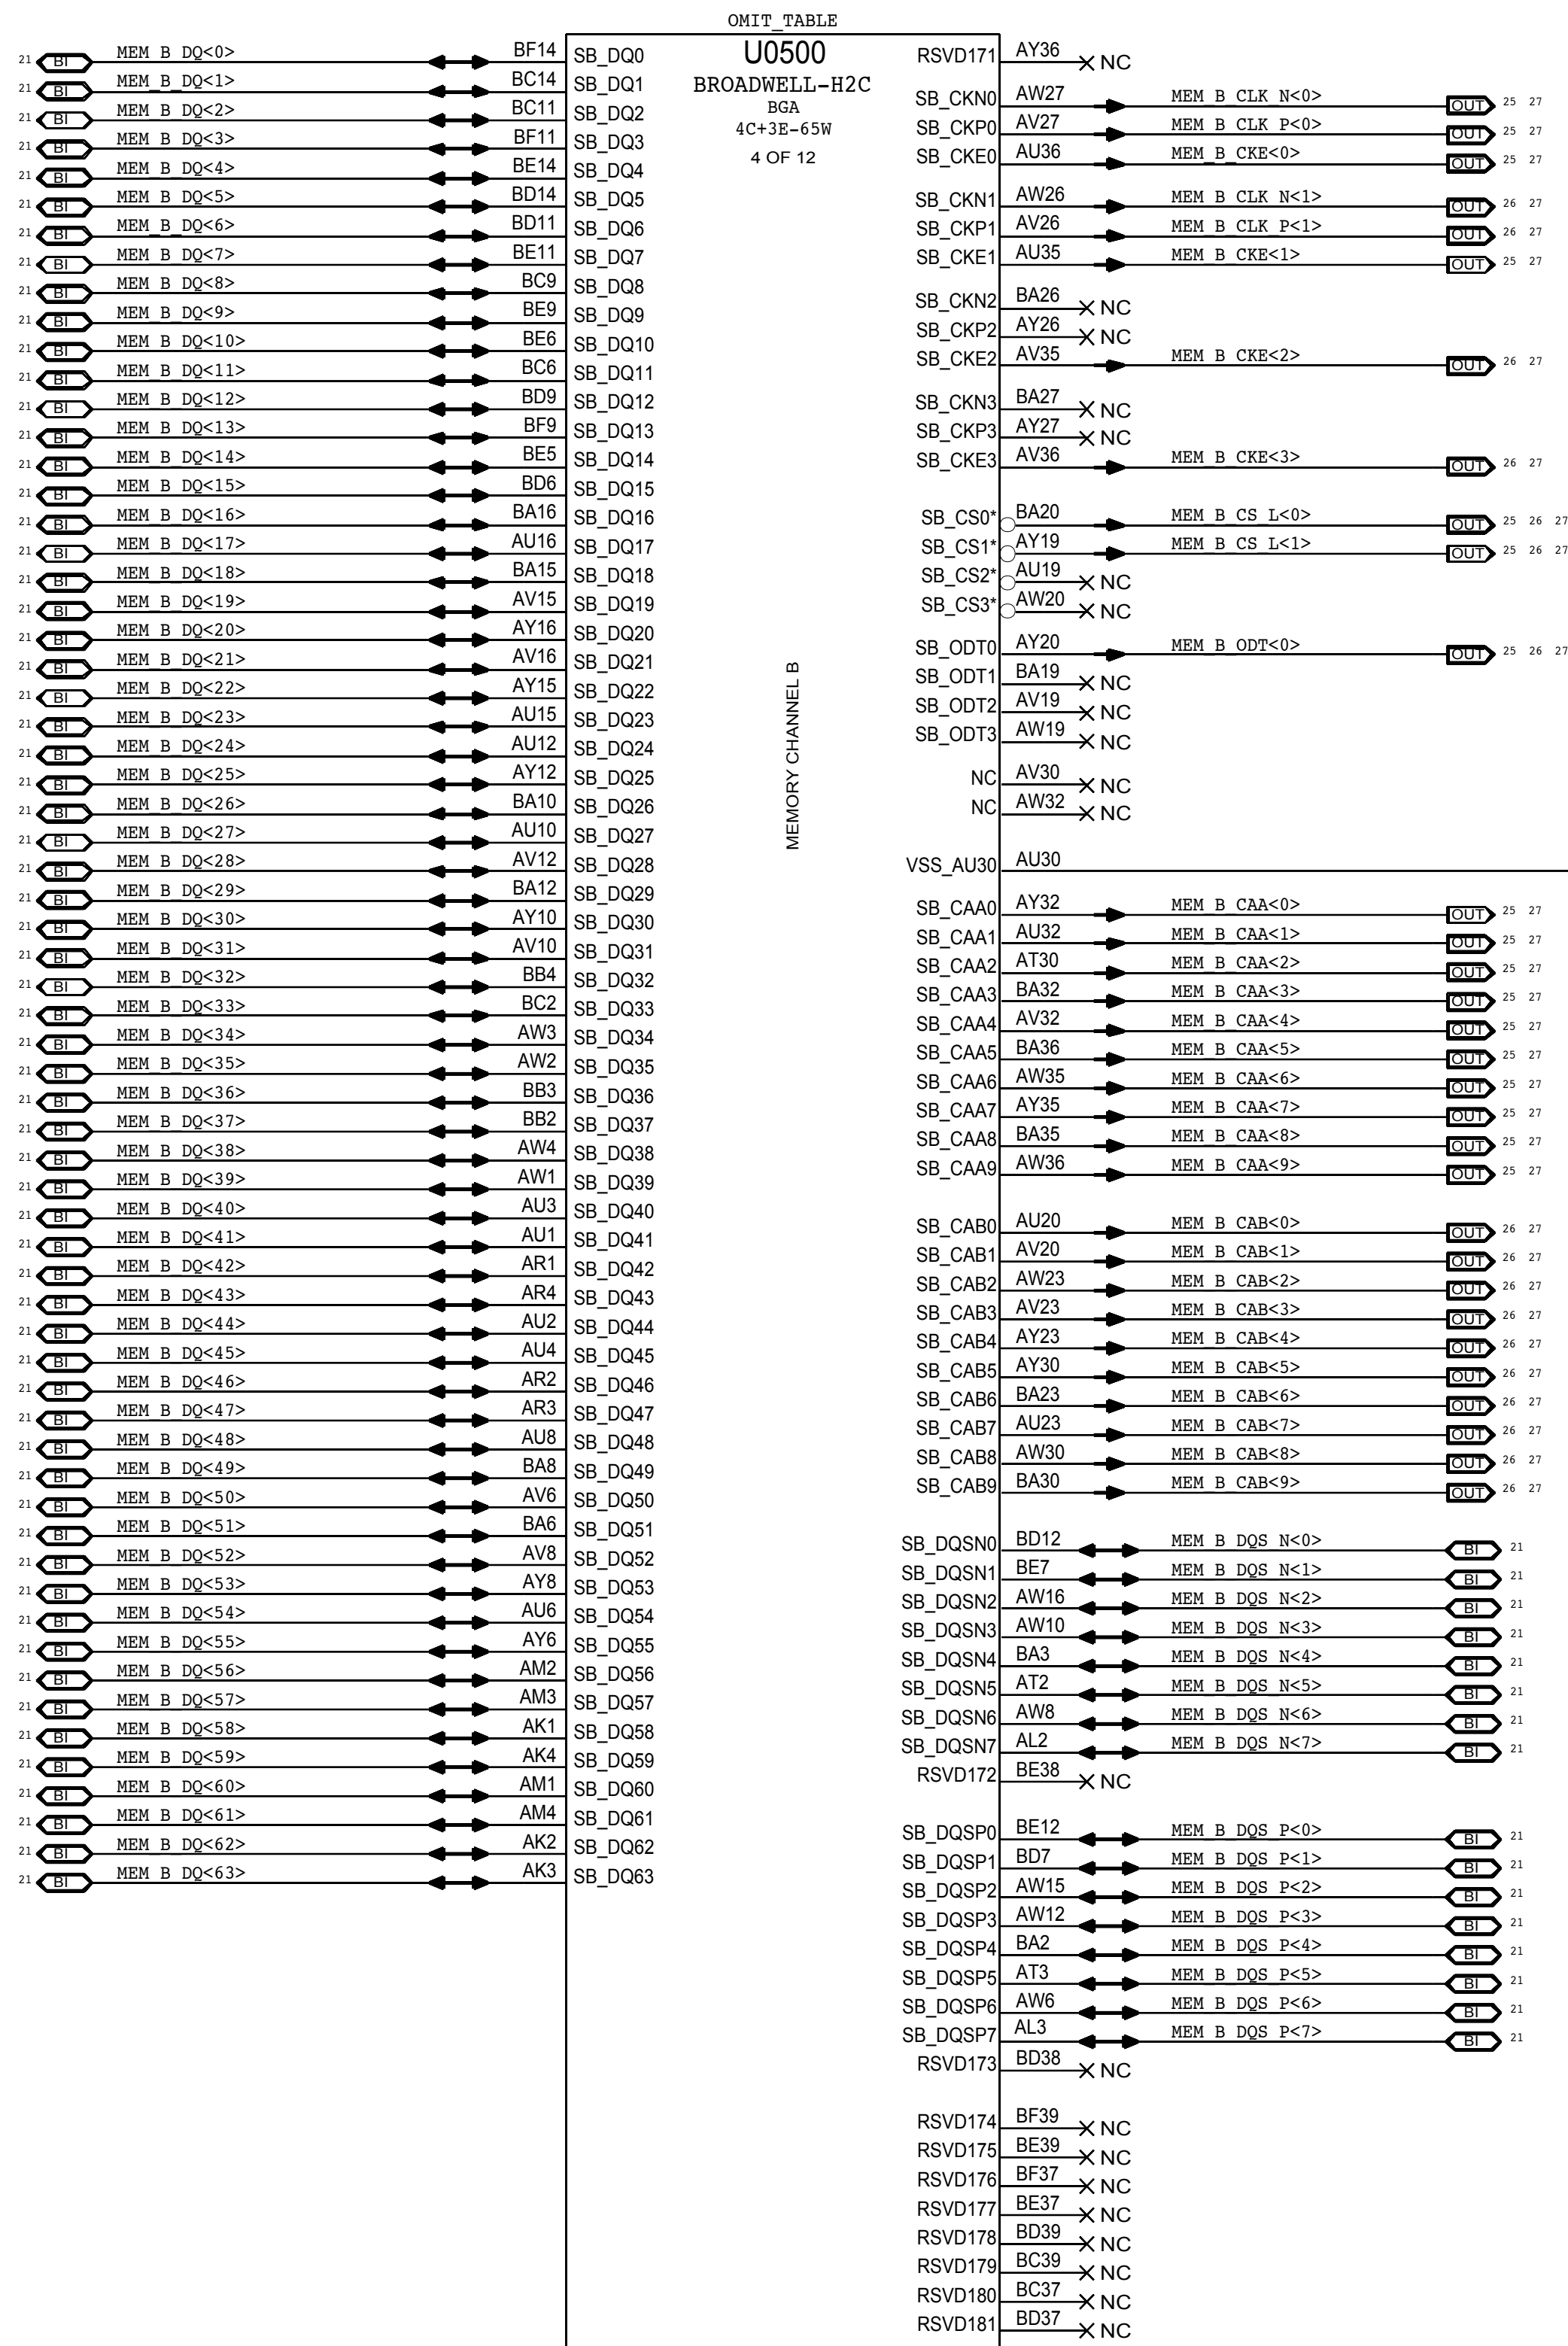 OMIT_TABLE
U0500
BROADWELL-H2C
BGA
4C+3E-65W
4 OF 12
MEMORY CHANNEL B
21 BI MEM_B_DQ<0> BF14 SB_DQ0
21 BI MEM_B_DQ<1> BC14 SB_DQ1
21 BI MEM_B_DQ<2> BC11 SB_DQ2
21 BI MEM_B_DQ<3> BF11 SB_DQ3
21 BI MEM_B_DQ<4> BE14 SB_DQ4
21 BI MEM_B_DQ<5> BD14 SB_DQ5
21 BI MEM_B_DQ<6> BD11 SB_DQ6
21 BI MEM_B_DQ<7> BE11 SB_DQ7
21 BI MEM_B_DQ<8> BC9 SB_DQ8
21 BI MEM_B_DQ<9> BE9 SB_DQ9
21 BI MEM_B_DQ<10> BE6 SB_DQ10
21 BI MEM_B_DQ<11> BC6 SB_DQ11
21 BI MEM_B_DQ<12> BD9 SB_DQ12
21 BI MEM_B_DQ<13> BF9 SB_DQ13
21 BI MEM_B_DQ<14> BE5 SB_DQ14
21 BI MEM_B_DQ<15> BD6 SB_DQ15
21 BI MEM_B_DQ<16> BA16 SB_DQ16
21 BI MEM_B_DQ<17> AU16 SB_DQ17
21 BI MEM_B_DQ<18> BA15 SB_DQ18
21 BI MEM_B_DQ<19> AV15 SB_DQ19
21 BI MEM_B_DQ<20> AY16 SB_DQ20
21 BI MEM_B_DQ<21> AV16 SB_DQ21
21 BI MEM_B_DQ<22> AY15 SB_DQ22
21 BI MEM_B_DQ<23> AU15 SB_DQ23
21 BI MEM_B_DQ<24> AU12 SB_DQ24
21 BI MEM_B_DQ<25> AY12 SB_DQ25
21 BI MEM_B_DQ<26> BA10 SB_DQ26
21 BI MEM_B_DQ<27> AU10 SB_DQ27
21 BI MEM_B_DQ<28> AV12 SB_DQ28
21 BI MEM_B_DQ<29> BA12 SB_DQ29
21 BI MEM_B_DQ<30> AY10 SB_DQ30
21 BI MEM_B_DQ<31> AV10 SB_DQ31
21 BI MEM_B_DQ<32> BB4 SB_DQ32
21 BI MEM_B_DQ<33> BC2 SB_DQ33
21 BI MEM_B_DQ<34> AW3 SB_DQ34
21 BI MEM_B_DQ<35> AW2 SB_DQ35
21 BI MEM_B_DQ<36> BB3 SB_DQ36
21 BI MEM_B_DQ<37> BB2 SB_DQ37
21 BI MEM_B_DQ<38> AW4 SB_DQ38
21 BI MEM_B_DQ<39> AW1 SB_DQ39
21 BI MEM_B_DQ<40> AU3 SB_DQ40
21 BI MEM_B_DQ<41> AU1 SB_DQ41
21 BI MEM_B_DQ<42> AR1 SB_DQ42
21 BI MEM_B_DQ<43> AR4 SB_DQ43
21 BI MEM_B_DQ<44> AU2 SB_DQ44
21 BI MEM_B_DQ<45> AU4 SB_DQ45
21 BI MEM_B_DQ<46> AR2 SB_DQ46
21 BI MEM_B_DQ<47> AR3 SB_DQ47
21 BI MEM_B_DQ<48> AU8 SB_DQ48
21 BI MEM_B_DQ<49> BA8 SB_DQ49
21 BI MEM_B_DQ<50> AV6 SB_DQ50
21 BI MEM_B_DQ<51> BA6 SB_DQ51
21 BI MEM_B_DQ<52> AV8 SB_DQ52
21 BI MEM_B_DQ<53> AY8 SB_DQ53
21 BI MEM_B_DQ<54> AU6 SB_DQ54
21 BI MEM_B_DQ<55> AY6 SB_DQ55
21 BI MEM_B_DQ<56> AM2 SB_DQ56
21 BI MEM_B_DQ<57> AM3 SB_DQ57
21 BI MEM_B_DQ<58> AK1 SB_DQ58
21 BI MEM_B_DQ<59> AK4 SB_DQ59
21 BI MEM_B_DQ<60> AM1 SB_DQ60
21 BI MEM_B_DQ<61> AM4 SB_DQ61
21 BI MEM_B_DQ<62> AK2 SB_DQ62
21 BI MEM_B_DQ<63> AK3 SB_DQ63
RSVD171 AY36 NC
SB_CKN0 AW27 MEM_B_CLK_N<0> OUT 25 27
SB_CKP0 AV27 MEM_B_CLK_P<0> OUT 25 27
SB_CKE0 AU36 MEM_B_CKE<0> OUT 25 27
SB_CKN1 AW26 MEM_B_CLK_N<1> OUT 26 27
SB_CKP1 AV26 MEM_B_CLK_P<1> OUT 26 27
SB_CKE1 AU35 MEM_B_CKE<1> OUT 25 27
SB_CKN2 BA26 NC
SB_CKP2 AY26 NC
SB_CKE2 AV35 MEM_B_CKE<2> OUT 26 27
SB_CKN3 BA27 NC
SB_CKP3 AY27 NC
SB_CKE3 AV36 MEM_B_CKE<3> OUT 26 27
SB_CS0* BA20 MEM_B_CS_L<0> OUT 25 26 27
SB_CS1* AY19 MEM_B_CS_L<1> OUT 25 26 27
SB_CS2* AU19 NC
SB_CS3* AW20 NC
SB_ODT0 AY20 MEM_B_ODT<0> OUT 25 26 27
SB_ODT1 BA19 NC
SB_ODT2 AV19 NC
SB_ODT3 AW19 NC
NC AV30 NC
NC AW32 NC
VSS_AU30 AU30
SB_CAA0 AY32 MEM_B_CAA<0> OUT 25 27
SB_CAA1 AU32 MEM_B_CAA<1> OUT 25 27
SB_CAA2 AT30 MEM_B_CAA<2> OUT 25 27
SB_CAA3 BA32 MEM_B_CAA<3> OUT 25 27
SB_CAA4 AV32 MEM_B_CAA<4> OUT 25 27
SB_CAA5 BA36 MEM_B_CAA<5> OUT 25 27
SB_CAA6 AW35 MEM_B_CAA<6> OUT 25 27
SB_CAA7 AY35 MEM_B_CAA<7> OUT 25 27
SB_CAA8 BA35 MEM_B_CAA<8> OUT 25 27
SB_CAA9 AW36 MEM_B_CAA<9> OUT 25 27
SB_CAB0 AU20 MEM_B_CAB<0> OUT 26 27
SB_CAB1 AV20 MEM_B_CAB<1> OUT 26 27
SB_CAB2 AW23 MEM_B_CAB<2> OUT 26 27
SB_CAB3 AV23 MEM_B_CAB<3> OUT 26 27
SB_CAB4 AY23 MEM_B_CAB<4> OUT 26 27
SB_CAB5 AY30 MEM_B_CAB<5> OUT 26 27
SB_CAB6 BA23 MEM_B_CAB<6> OUT 26 27
SB_CAB7 AU23 MEM_B_CAB<7> OUT 26 27
SB_CAB8 AW30 MEM_B_CAB<8> OUT 26 27
SB_CAB9 BA30 MEM_B_CAB<9> OUT 26 27
SB_DQSN0 BD12 MEM_B_DQS_N<0> BI 21
SB_DQSN1 BE7 MEM_B_DQS_N<1> BI 21
SB_DQSN2 AW16 MEM_B_DQS_N<2> BI 21
SB_DQSN3 AW10 MEM_B_DQS_N<3> BI 21
SB_DQSN4 BA3 MEM_B_DQS_N<4> BI 21
SB_DQSN5 AT2 MEM_B_DQS_N<5> BI 21
SB_DQSN6 AW8 MEM_B_DQS_N<6> BI 21
SB_DQSN7 AL2 MEM_B_DQS_N<7> BI 21
RSVD172 BE38 NC
SB_DQSP0 BE12 MEM_B_DQS_P<0> BI 21
SB_DQSP1 BD7 MEM_B_DQS_P<1> BI 21
SB_DQSP2 AW15 MEM_B_DQS_P<2> BI 21
SB_DQSP3 AW12 MEM_B_DQS_P<3> BI 21
SB_DQSP4 BA2 MEM_B_DQS_P<4> BI 21
SB_DQSP5 AT3 MEM_B_DQS_P<5> BI 21
SB_DQSP6 AW6 MEM_B_DQS_P<6> BI 21
SB_DQSP7 AL3 MEM_B_DQS_P<7> BI 21
RSVD173 BD38 NC
RSVD174 BF39 NC
RSVD175 BE39 NC
RSVD176 BF37 NC
RSVD177 BE37 NC
RSVD178 BD39 NC
RSVD179 BC39 NC
RSVD180 BC37 NC
RSVD181 BD37 NC